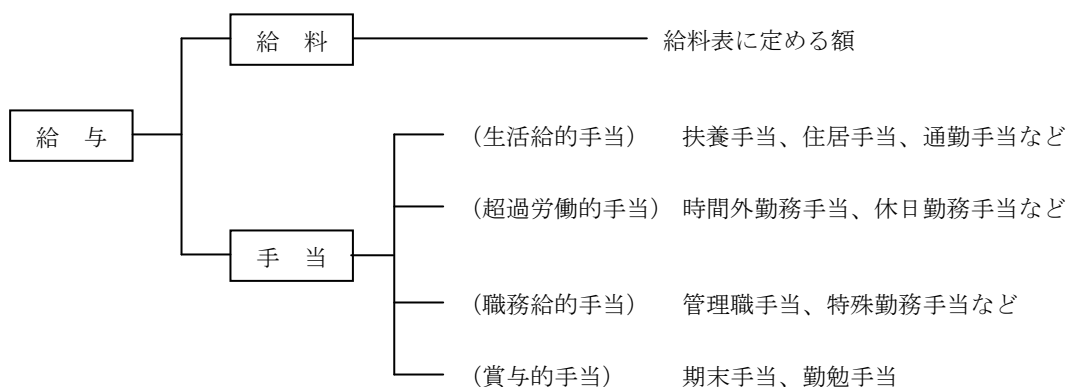 給 料 給料表に定める額
給 与
（生活給的手当） 扶養手当、住居手当、通勤手当など
（超過労働的手当） 時間外勤務手当、休日勤務手当など
手 当
（職務給的手当） 管理職手当、特殊勤務手当など
（賞与的手当） 期末手当、勤勉手当